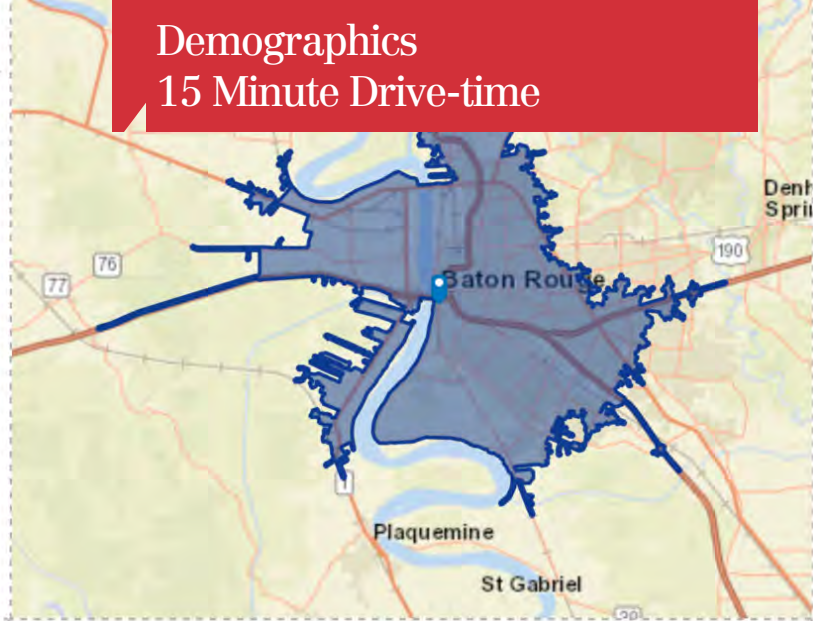 Demographics
15 Minute Drive-time
190
76
77
Baton Rouge
1
Plaquemine
St Gabriel